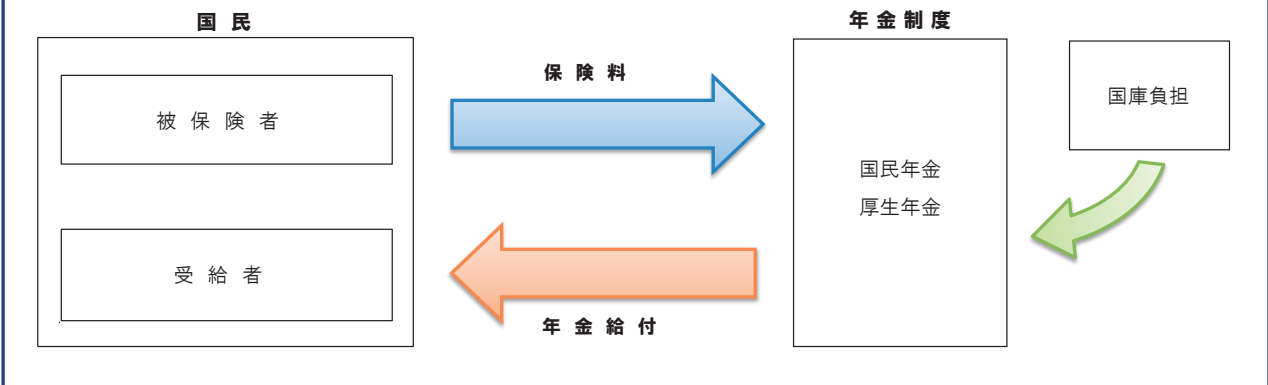 国民
被保険者
受給者
保険料
年金給付
年金制度
国民年金
厚生年金
国庫負担